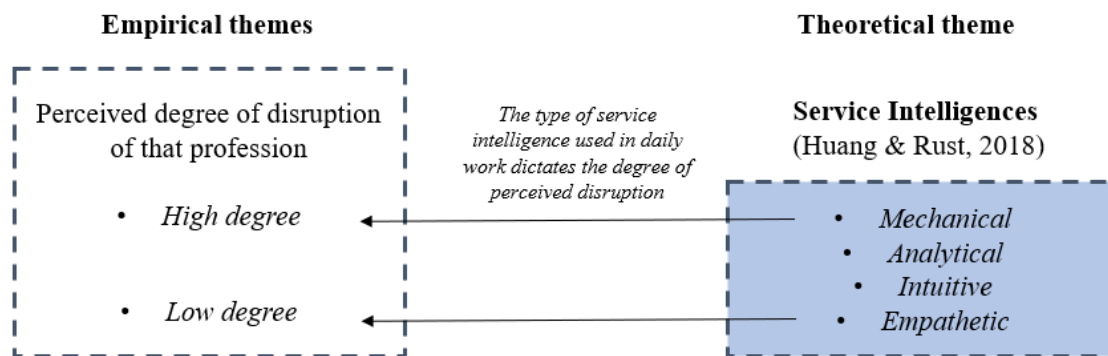 Empirical themes
Perceived degree of disruption
of that profession
• High degree
• Low degree
The type of service
intelligence used in daily
work dictates the degree of
perceived disruption
Theoretical theme
Service Intelligences
(Huang & Rust, 2018)
• Mechanical
• Analytical
• Intuitive
• Empathetic